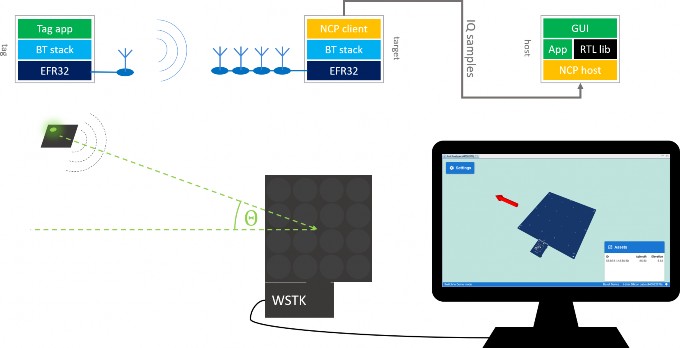 Tag app
BT stack
EFR32
tag
NCP client
BT stack
EFR32
target
IQ samples
host
GUI
App
RTL lib
NCP host
Θ
WSTK
Settings
Assets